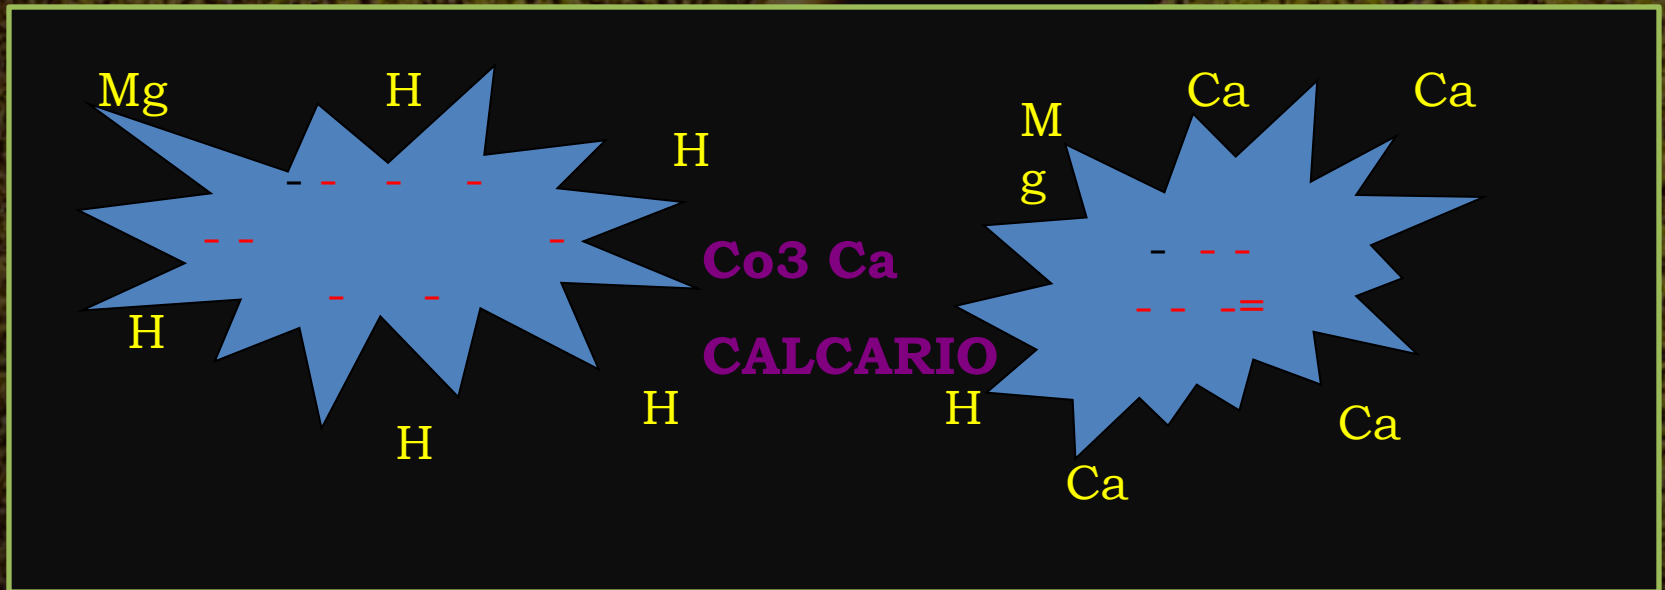 Mg H
H
- - - -
- - -
- -
H
H
H
Co3 Ca
CALCARIO
Ca Ca
M
g
- - -
- - -=
H
Ca
Ca